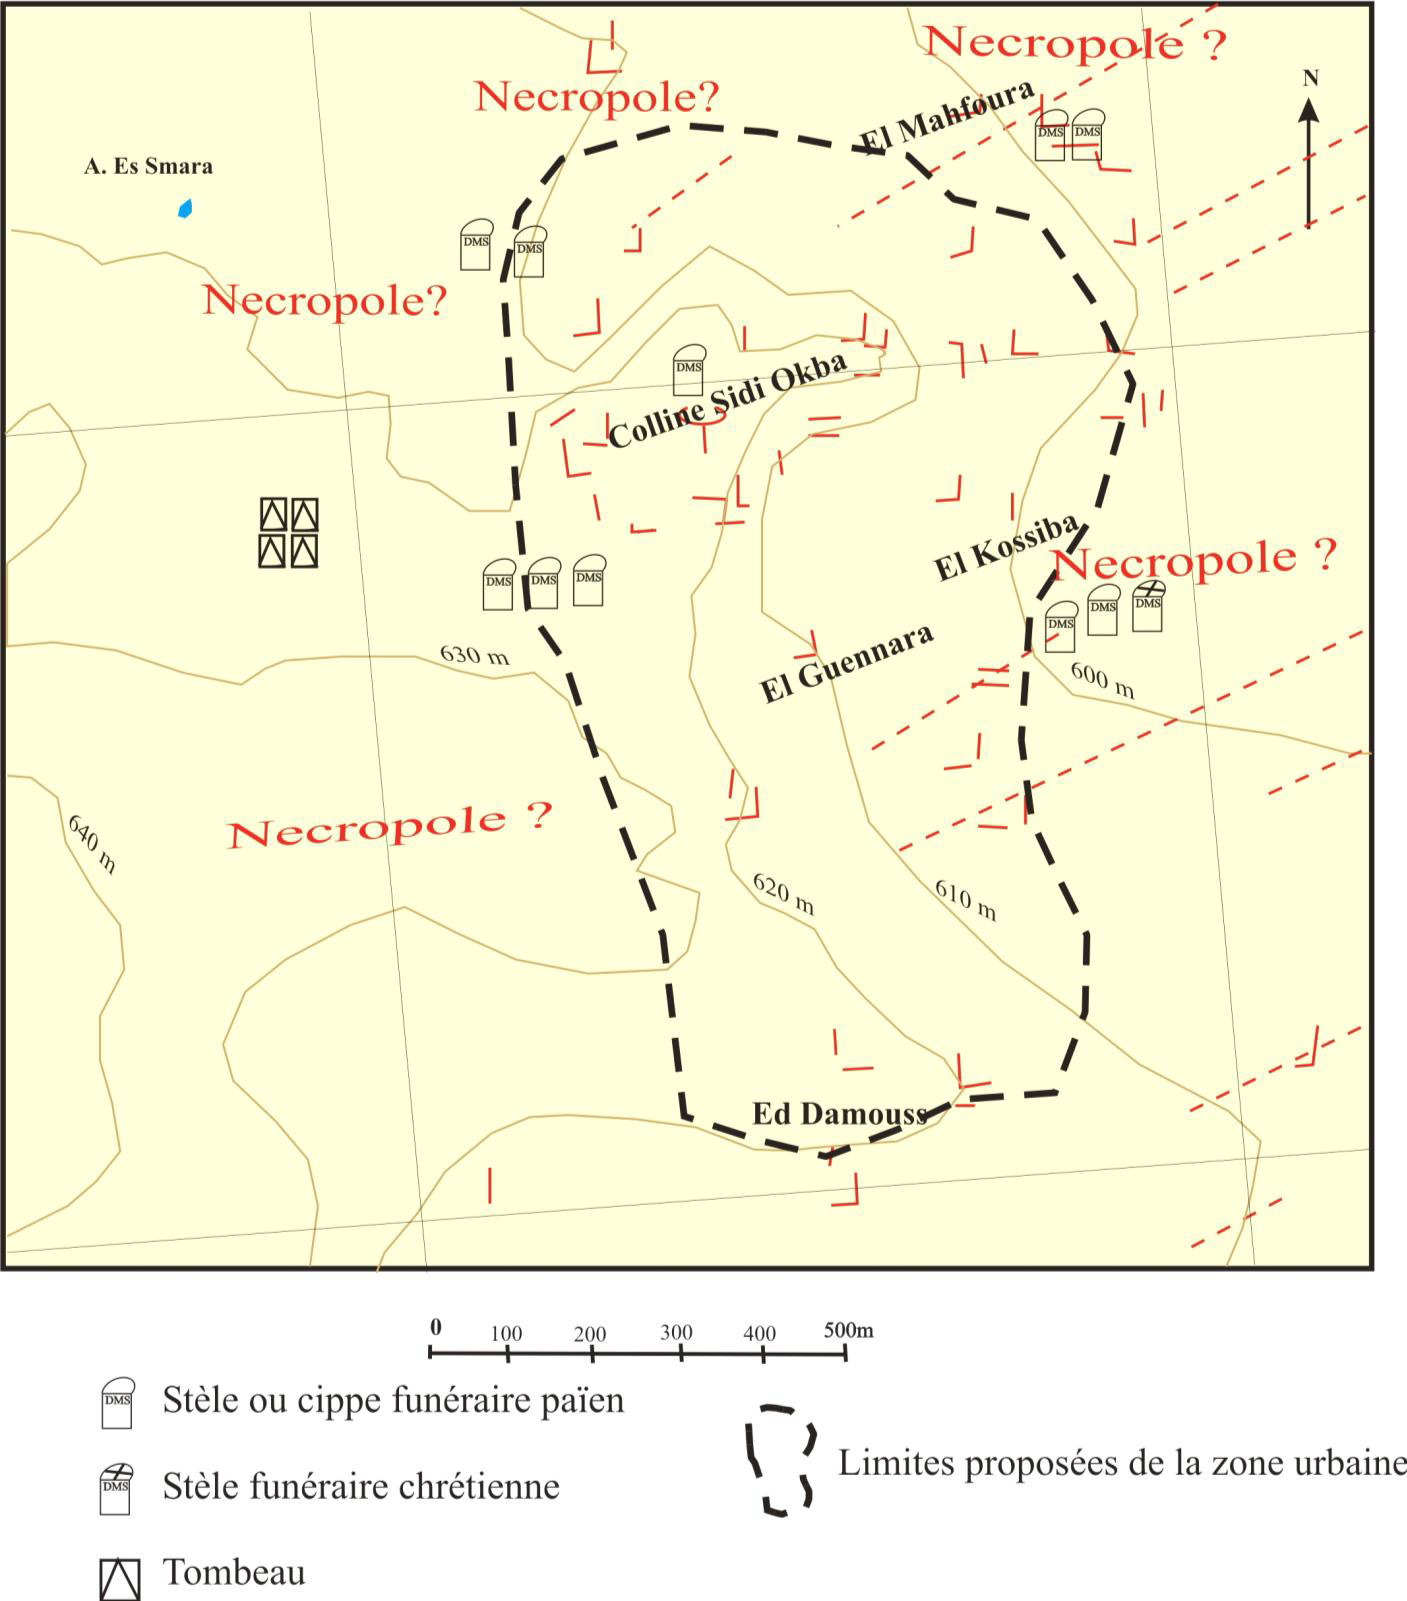 Necropole ?
N
Necropole?
El Mahfoura
DMS
DMS
A. Es Smara
DMS
DMS
Necropole?
DMS
Colline Sidi Okba
El Kossiba
Necropole ?
DMS
DMS
DMS
DMS
DMS
DMS
630 m
El Guennara
600 m
Necropole ?
640 m
620 m
610 m
Ed Damouss
0
100
200
300
400
500m
DMS
Stèle ou cippe funéraire païen
Limites proposées de la zone urbaine
DMS
Stèle funéraire chrétienne
Tombeau